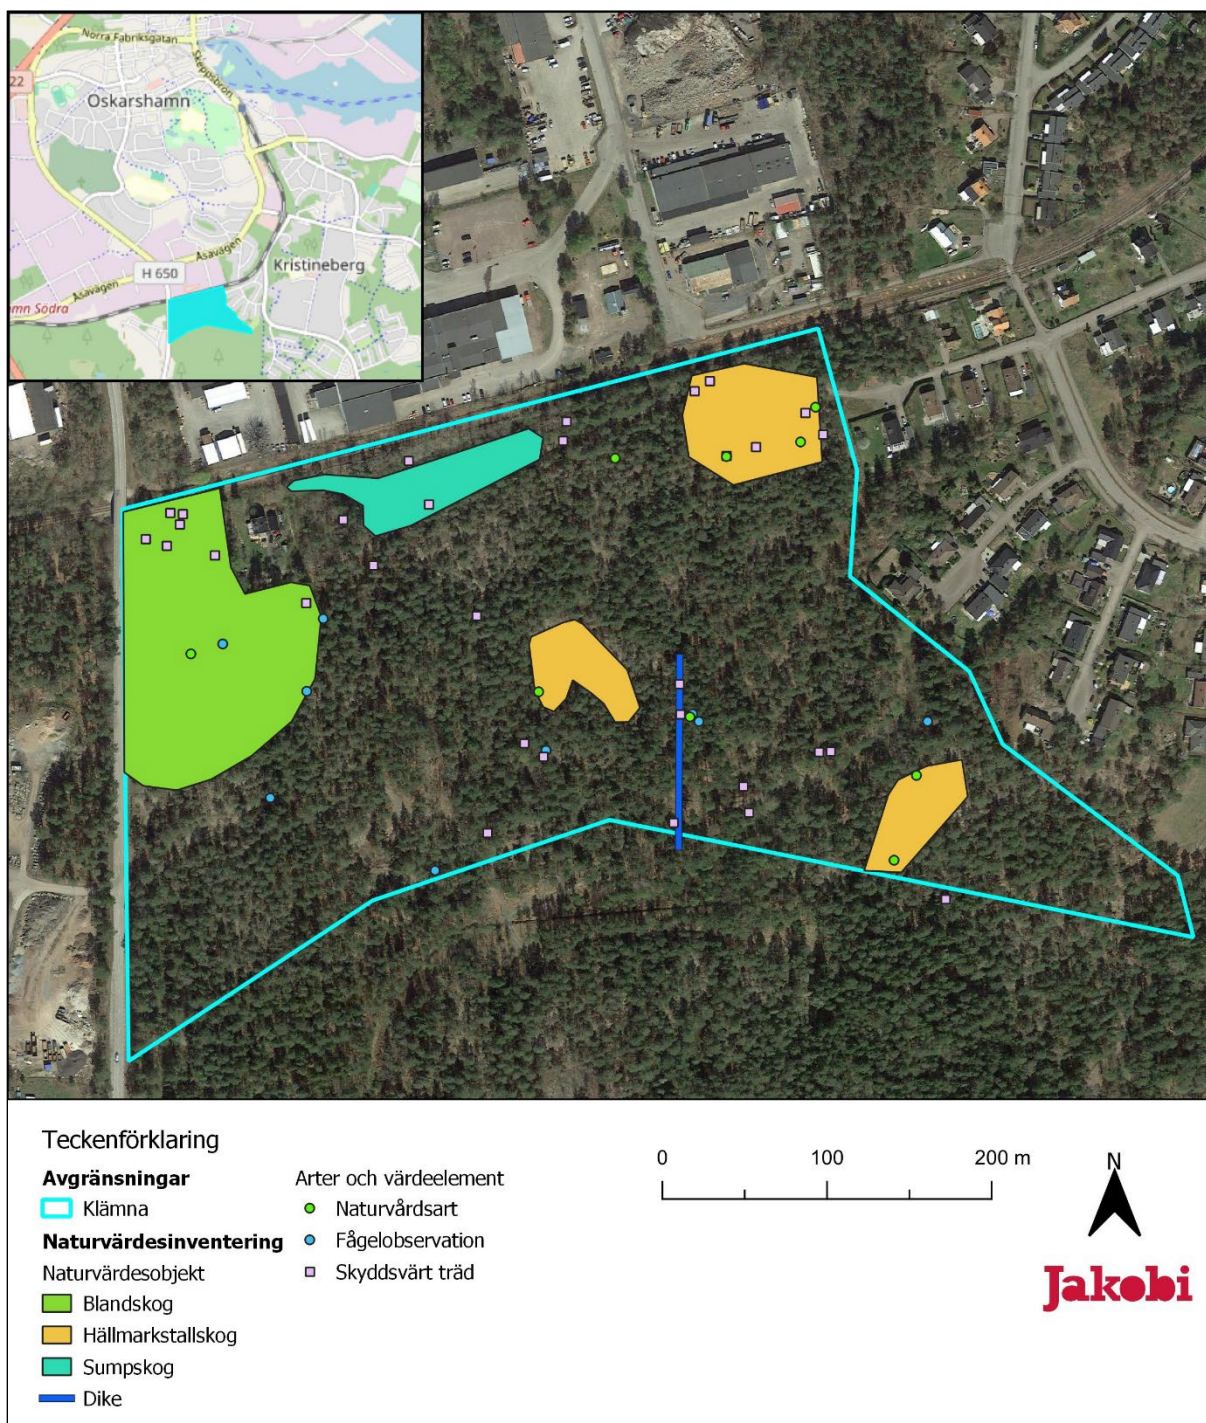 Norra Fabriksgatan
Skeppsbron
22
Oskarshamn
Åsavägen
H 650
Kristineberg
Åsavägen
mn Södra
Teckenförklaring
Avgränsningar
Klämna
Naturvärdesinventering
Naturvärdesobjekt
Blandskog
Hällmarkstallskog
Sumpskog
Dike
Arter och värdeelement
Naturvårdsart
Fågelobservation
Skyddsvärt träd
0 100 200 m
N
Jakobi